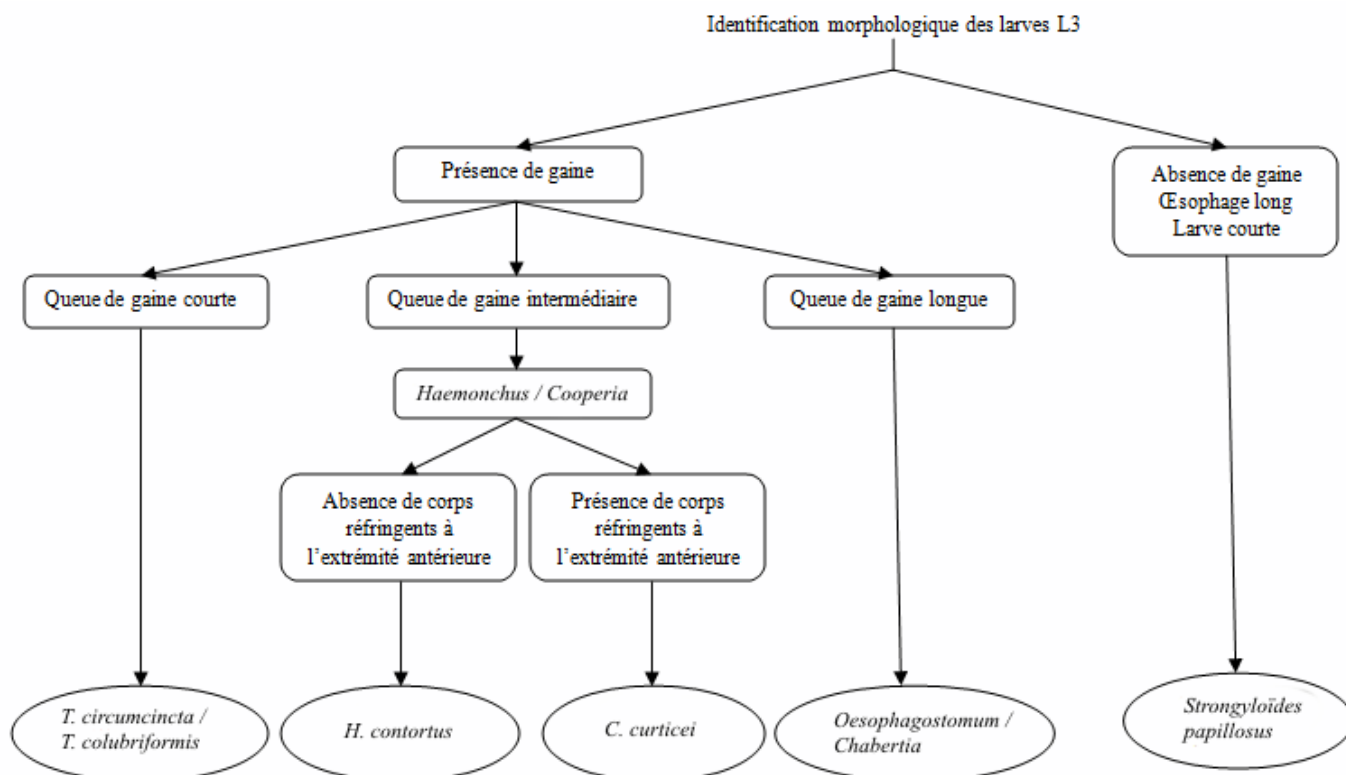 Identification morphologique des larves L3
Présence de gaine
Absence de gaine
Œsophage long
Larve courte
Queue de gaine courte
Queue de gaine intermédiaire
Queue de gaine longue
Haemonchus / Cooperia
Absence de corps
réfringents à
l’extrémité antérieure
Présence de corps
réfringents à
l’extrémité antérieure
T. circumcincta /
T. colubriformis
H. contortus
C. curticei
Oesophagostomum /
Chabertia
Strongyloïdes
papillosus